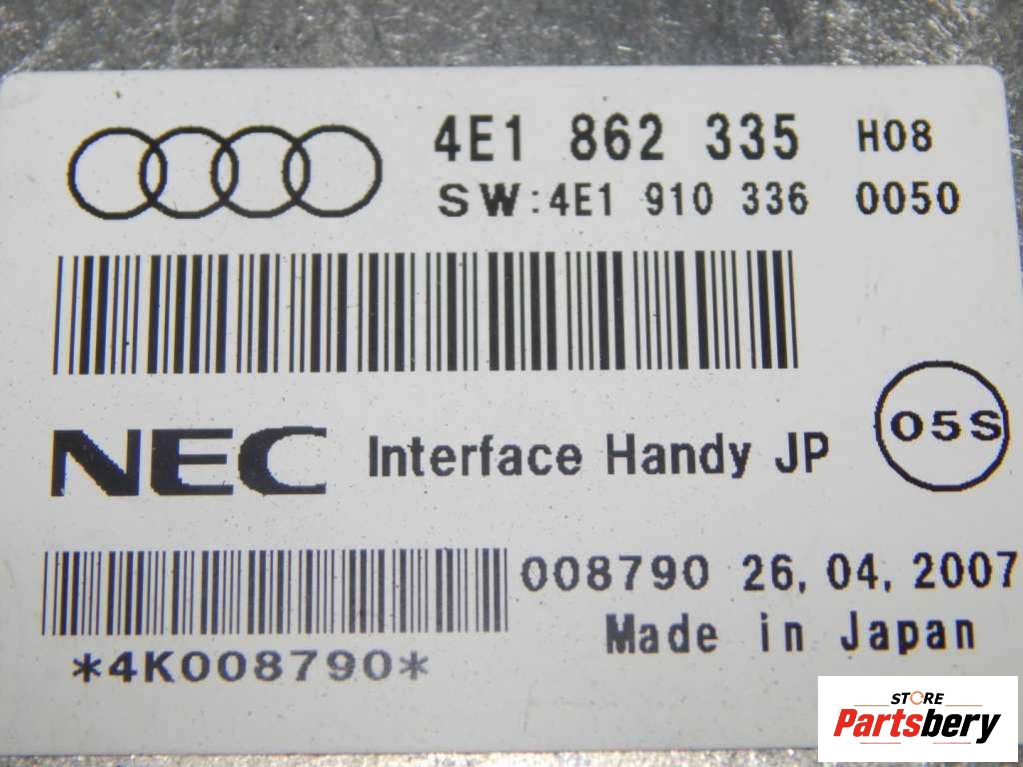 4E1 862 335 H08
SW:4E1 910 336 0050
05S
NEC Interface Handy JP
008790 26,04,2007
Made in Japan
*4K008790*
STORE
Partsbery